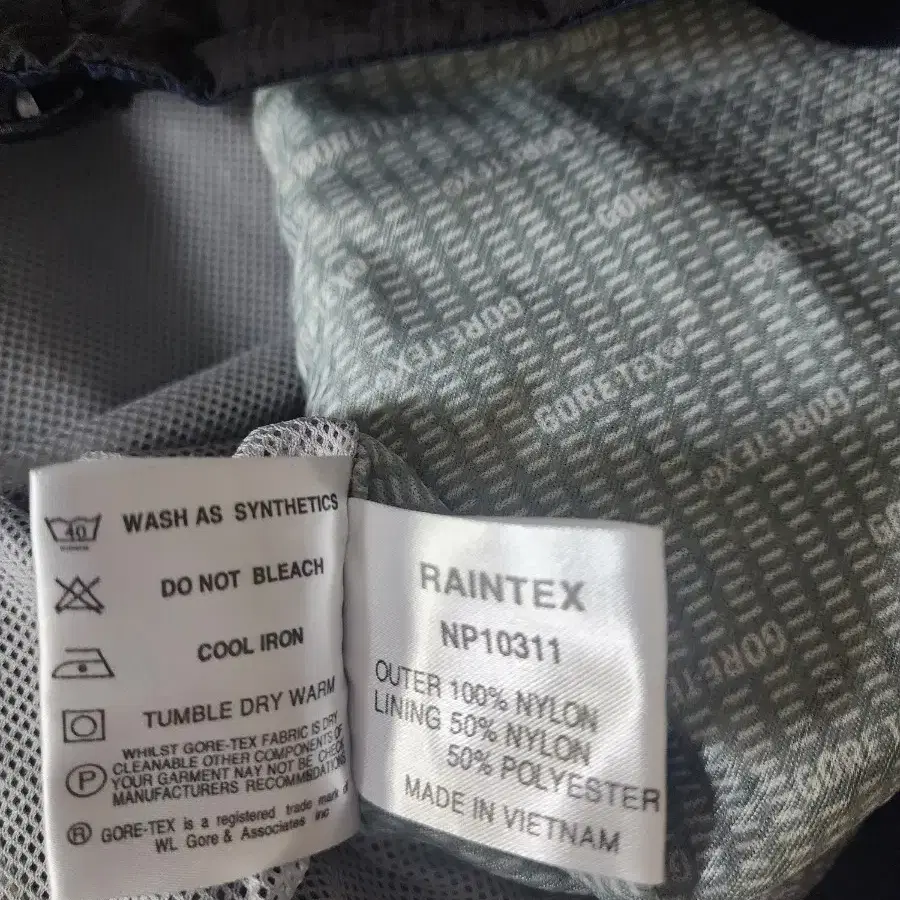 GORE TEX®
GORE TEX®
GORE TEX®
GORE TEX®
40
WASH AS SYNTHETICS
DO NOT BLEACH
COOL IRON
TUMBLE DRY WARM
P
WHILST GORE-TEX FABRIC IS DRY
CLEANABLE OTHER COMPONENTS OF
YOUR GARMENT NAY NOT BE CHECK
MANUFACTURERS RECOMMENDATIONS
® GORE-TEX is a registered trade mark of
WL Gore & Associates Inc
RAINTEX
NP10311
OUTER 100% NYLON
LINING 50% NYLON
50% POLYESTER
MADE IN VIETNAM